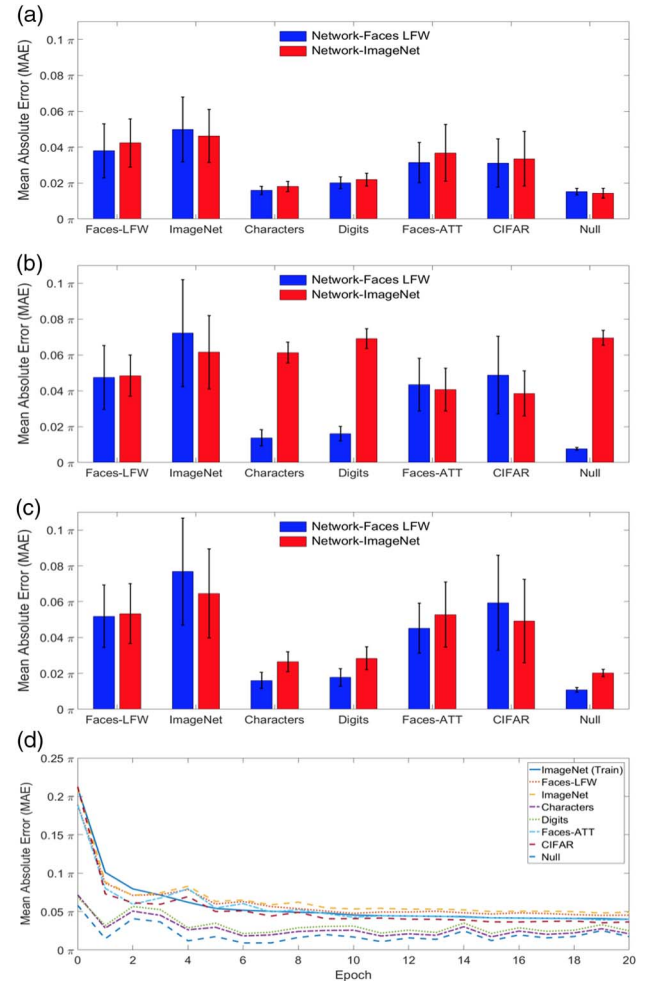 (a)
Mean Absolute Error (MAE)
0.1 π
0.08 π
0.06 π
0.04 π
0.02 π
0 π
Network-Faces LFW
Network-ImageNet
Faces-LFW ImageNet Characters Digits Faces-ATT CIFAR Null
(b)
Mean Absolute Error (MAE)
0.1 π
0.08 π
0.06 π
0.04 π
0.02 π
0 π
Network-Faces LFW
Network-ImageNet
Faces-LFW ImageNet Characters Digits Faces-ATT CIFAR Null
(c)
Mean Absolute Error (MAE)
0.1 π
0.08 π
0.06 π
0.04 π
0.02 π
0 π
Network-Faces LFW
Network-ImageNet
Faces-LFW ImageNet Characters Digits Faces-ATT CIFAR Null
(d)
Mean Absolute Error (MAE)
0.25 π
0.2 π
0.15 π
0.1 π
0.05 π
0 π
ImageNet (Train)
Faces-LFW
ImageNet
Characters
Digits
Faces-ATT
CIFAR
Null
0 2 4 6 8 10 12 14 16 18 20
Epoch